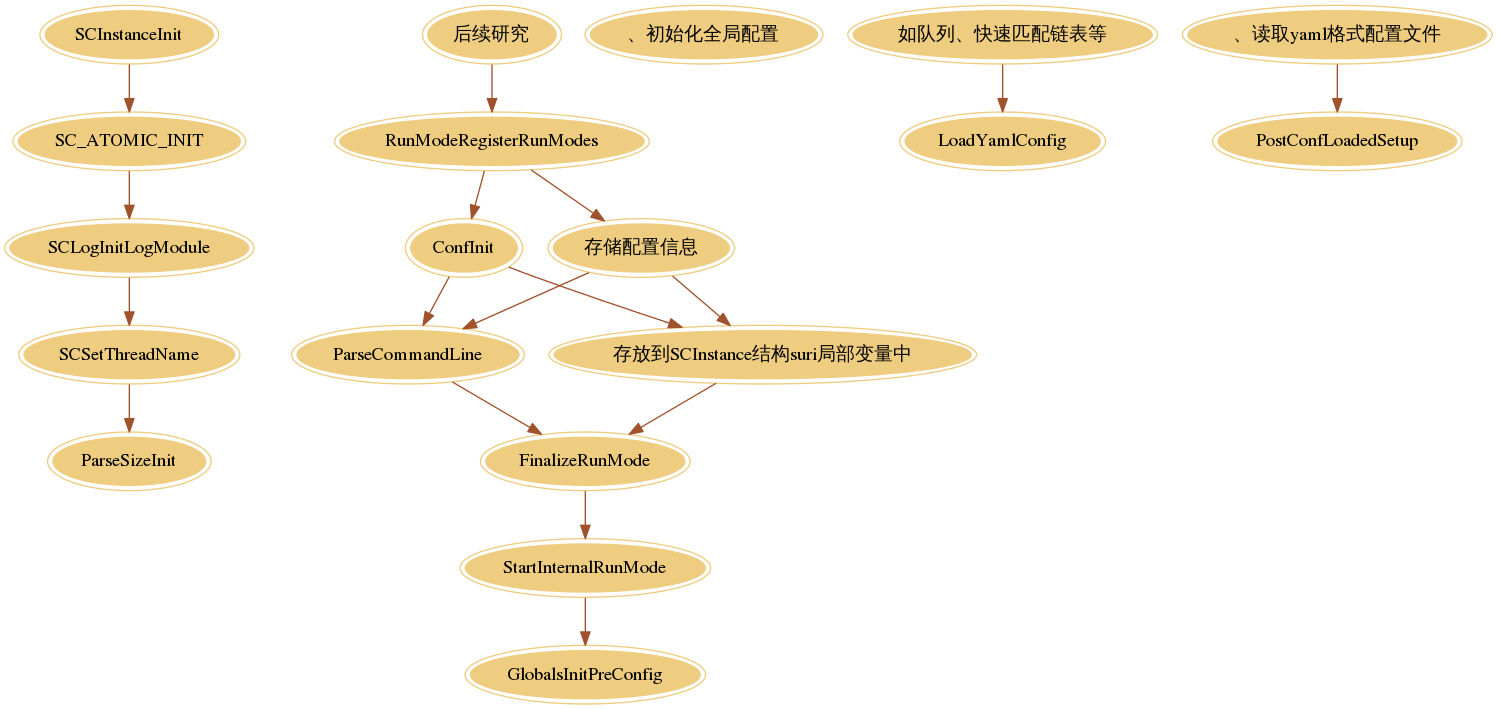 SCInstanceInit
后续研究
、初始化全局配置
如队列、快速匹配链表等
、读取yaml格式配置文件
SC_ATOMIC_INIT
RunModeRegisterRunModes
LoadYamlConfig
PostConfLoadedSetup
SCLogInitLogModule
ConfInit
存储配置信息
SCSetThreadName
ParseCommandLine
存放到SCInstance结构suri局部变量中
ParseSizeInit
FinalizeRunMode
StartInternalRunMode
GlobalsInitPreConfig